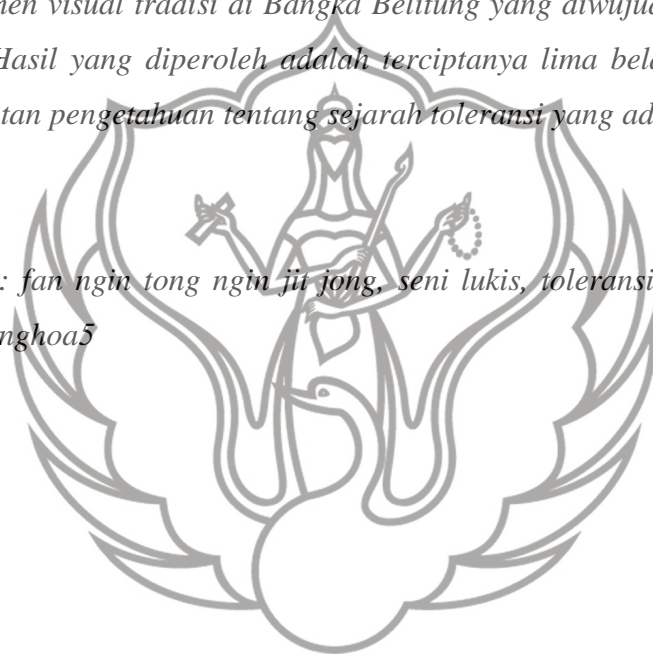 men visual tradisi di Bangka Belitung yang diwujud
Hasil yang diperoleh adalah terciptanya lima bela
tan pengetahuan tentang sejarah toleransi yang ad
: fan ngin tong ngin jit jong, seni lukis, toleransi
nghoa5